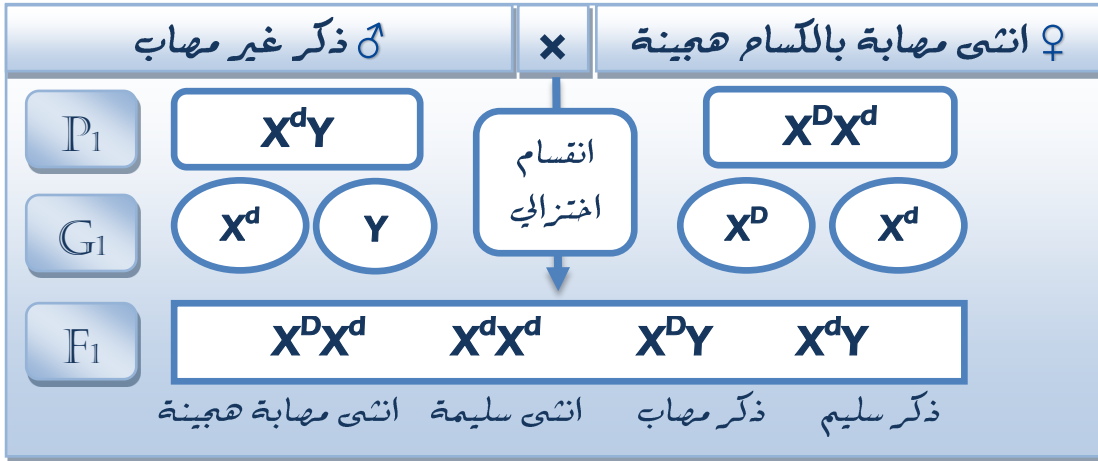 ♀ انثى مصابة بالكساح هجينة × ♂ ذكر غير مصاب
P1 XᵈY XᴰXᵈ
انقسام
اختزالي
G1 Xᵈ Y Xᴰ Xᵈ
F1 XᴰXᵈ XᵈXᵈ XᴰY XᵈY
انثى مصابة هجينة انثى سليمة ذكر مصاب ذكر سليم